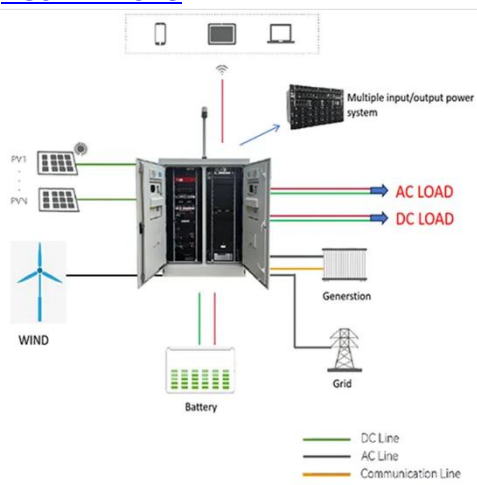 Multiple input/output power
system
PV1
PVN
AC LOAD
DC LOAD
Generstion
WIND
Grid
Battery
DC Line
AC Line
Communication Line